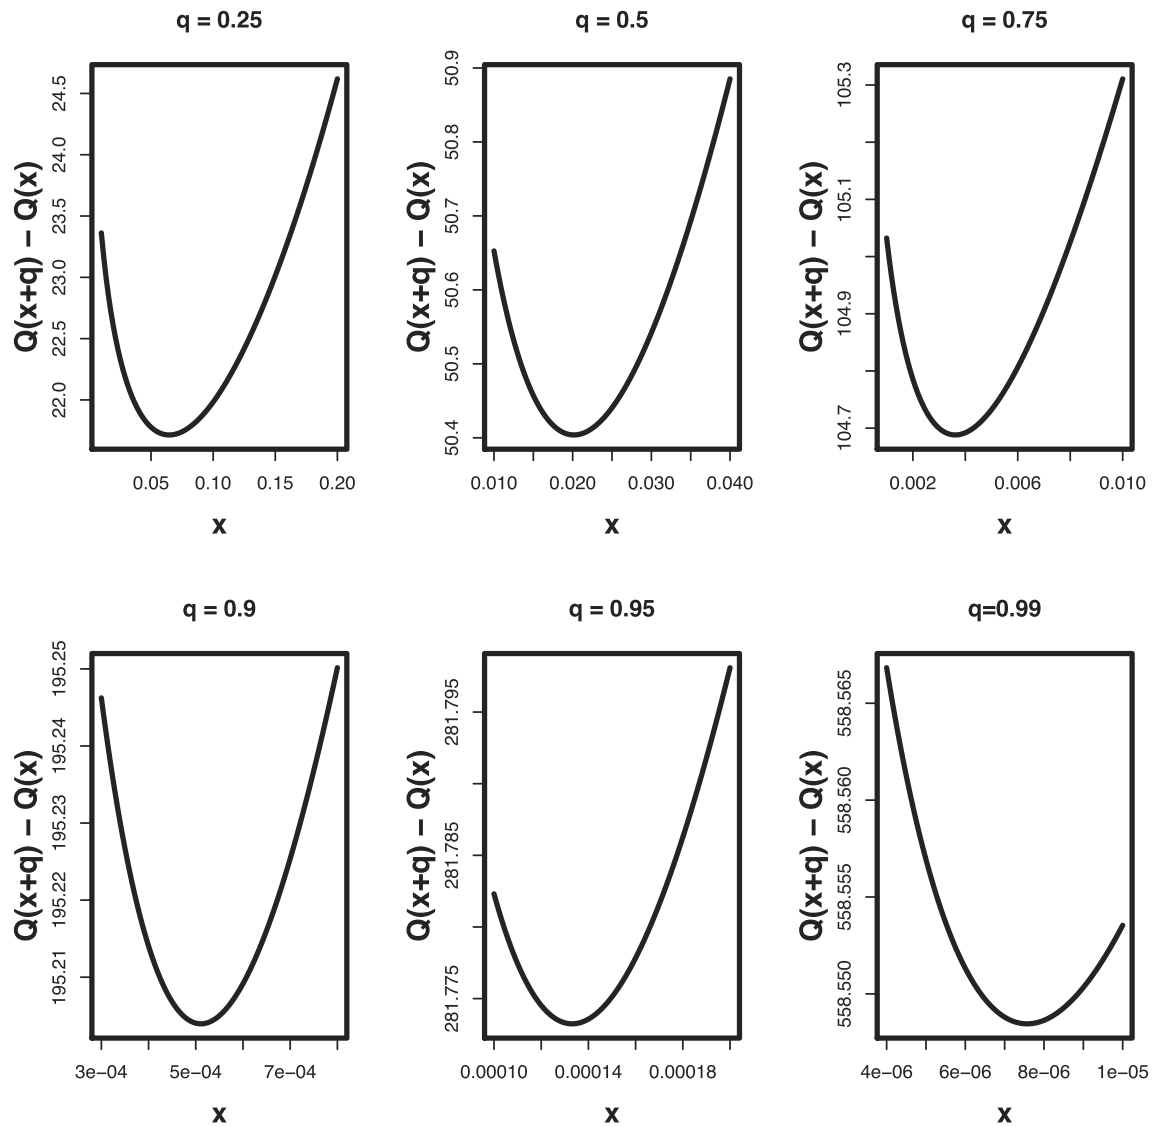 q = 0.25
24.5
24.0
23.5
23.0
22.5
22.0
Q(x+q) − Q(x)
0.05 0.10 0.15 0.20
x
q = 0.5
50.9
50.8
50.7
50.6
50.5
50.4
Q(x+q) − Q(x)
0.010 0.020 0.030 0.040
x
q = 0.75
105.3
105.1
104.9
104.7
Q(x+q) − Q(x)
0.002 0.006 0.010
x
q = 0.9
195.25
195.24
195.23
195.22
195.21
Q(x+q) − Q(x)
3e−04 5e−04 7e−04
x
q = 0.95
281.795
281.785
281.775
Q(x+q) − Q(x)
0.00010 0.00014 0.00018
x
q=0.99
558.565
558.560
558.555
558.550
Q(x+q) − Q(x)
4e−06 6e−06 8e−06 1e−05
x